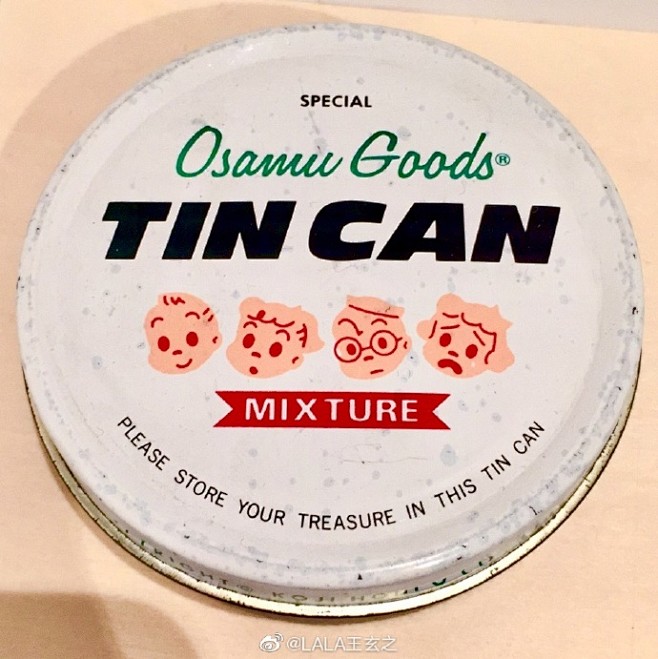 SPECIAL
Osamu Goods®
TIN CAN
MIXTURE
PLEASE STORE YOUR TREASURE IN THIS TIN CAN
@LALA王玄之